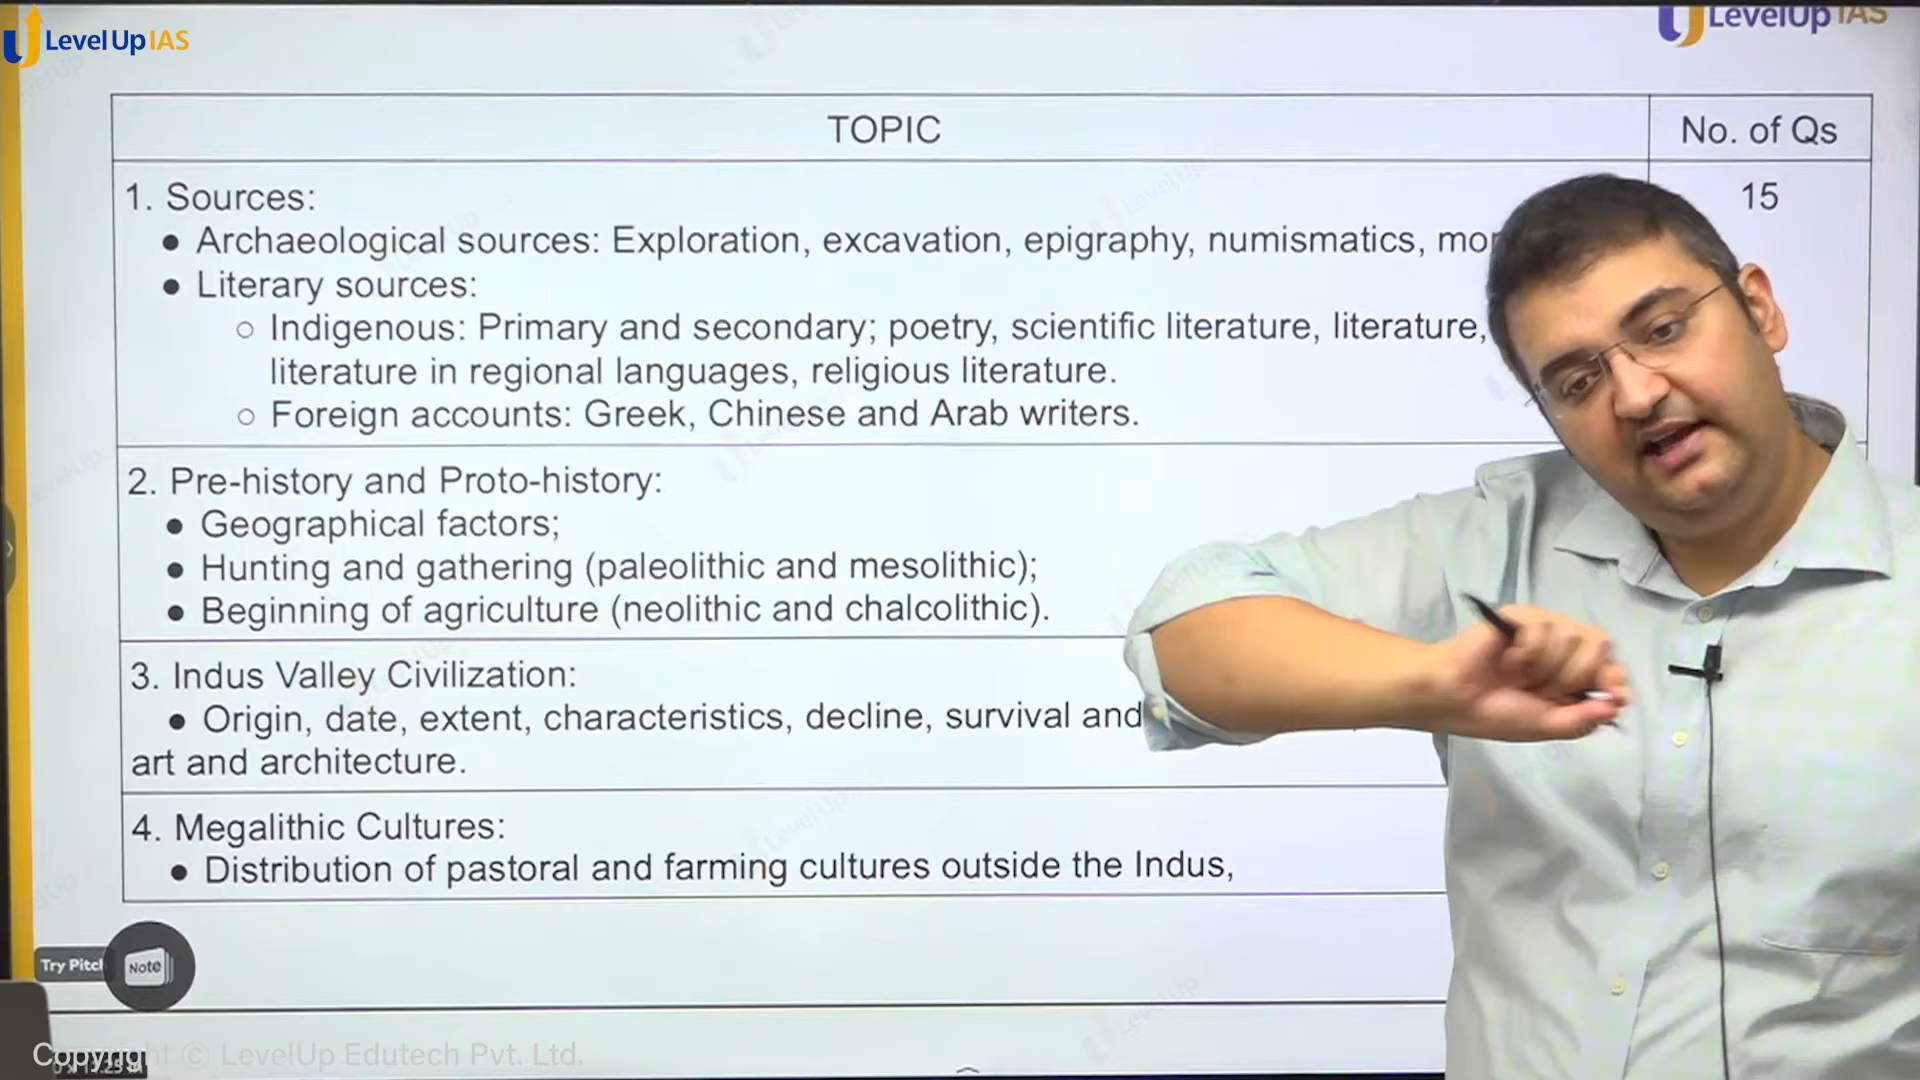 LevelUp IAS
LevelUp IAS
TOPIC
No. of Qs
1. Sources:
15
● Archaeological sources: Exploration, excavation, epigraphy, numismatics,
● Literary sources:
○ Indigenous: Primary and secondary; poetry, scientific literature, literature,
literature in regional languages, religious literature.
○ Foreign accounts: Greek, Chinese and Arab writers.
2. Pre-history and Proto-history:
● Geographical factors;
● Hunting and gathering (paleolithic and mesolithic);
● Beginning of agriculture (neolithic and chalcolithic).
3. Indus Valley Civilization:
● Origin, date, extent, characteristics, decline, survival and
art and architecture.
4. Megalithic Cultures:
● Distribution of pastoral and farming cultures outside the Indus,
Try Pitch
Note
Copyright © LevelUp Edutech Pvt. Ltd.